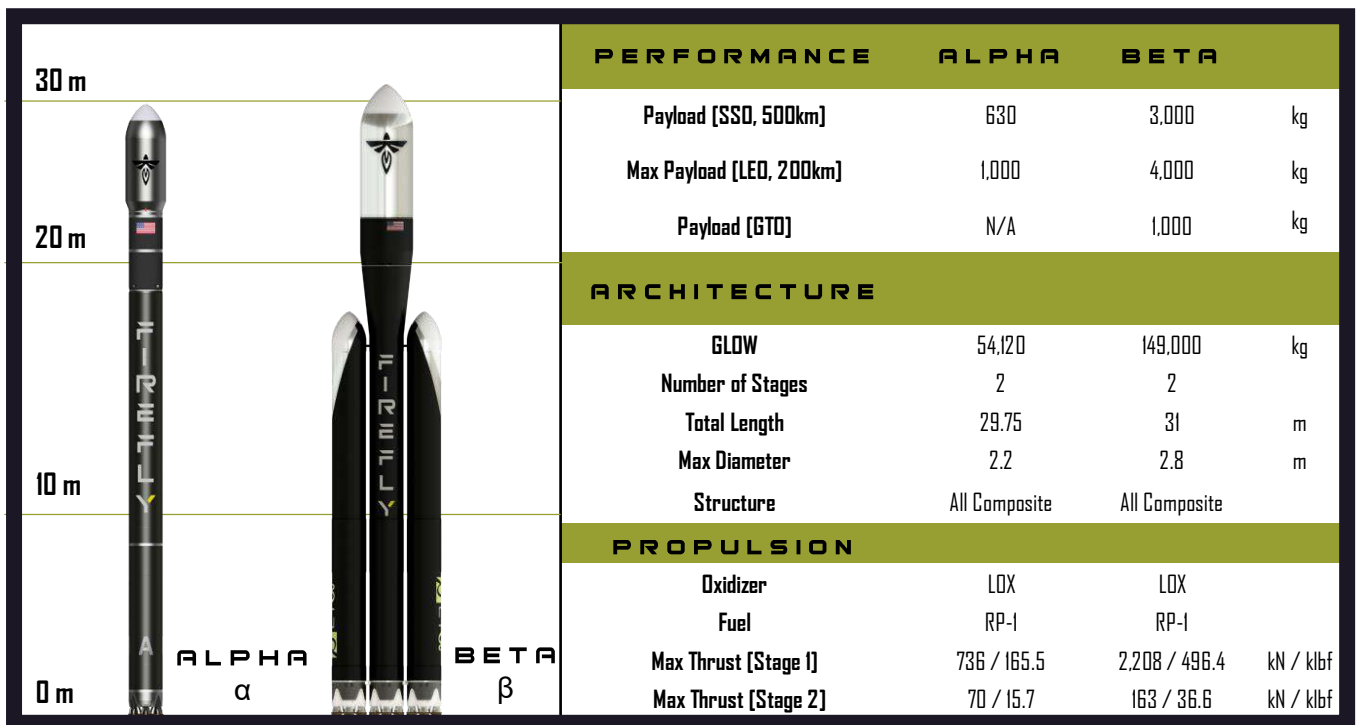 30 m
20 m
10 m
0 m
FIREFLY
A
ALPHA
α
FIREFLY
BETA
β
PERFORMANCE ALPHA BETA
Payload [SSO, 500km] 630 3,000 kg
Max Payload [LEO, 200km] 1,000 4,000 kg
Payload [GTO] N/A 1,000 kg
ARCHITECTURE
GLOW 54,120 149,000 kg
Number of Stages 2 2
Total Length 29.75 31 m
Max Diameter 2.2 2.8 m
Structure All Composite All Composite
PROPULSION
Oxidizer LOX LOX
Fuel RP-1 RP-1
Max Thrust [Stage 1] 736 / 165.5 2,208 / 496.4 kN / klbf
Max Thrust [Stage 2] 70 / 15.7 163 / 36.6 kN / klbf